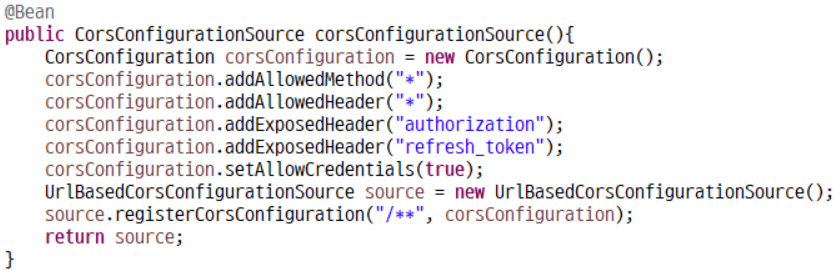 @Bean
public CorsConfigurationSource corsConfigurationSource(){
    CorsConfiguration corsConfiguration = new CorsConfiguration();
    corsConfiguration.addAllowedMethod("*");
    corsConfiguration.addAllowedHeader("*");
    corsConfiguration.addExposedHeader("authorization");
    corsConfiguration.addExposedHeader("refresh_token");
    corsConfiguration.setAllowCredentials(true);
    UrlBasedCorsConfigurationSource source = new UrlBasedCorsConfigurationSource();
    source.registerCorsConfiguration("/**", corsConfiguration);
    return source;
}